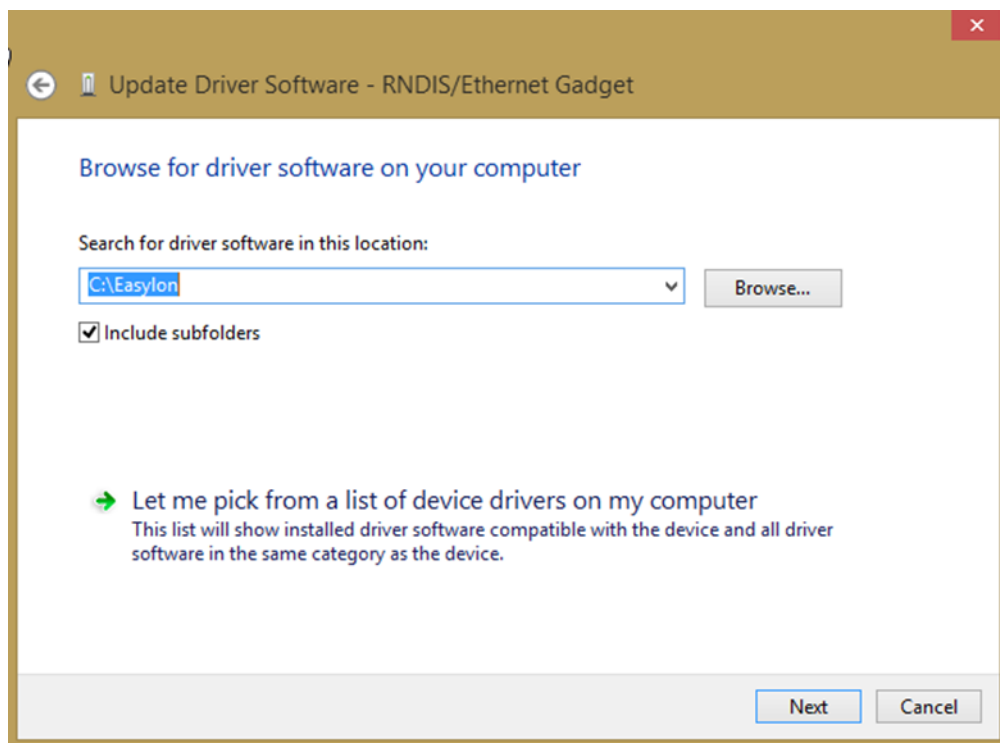 Update Driver Software - RNDIS/Ethernet Gadget
Browse for driver software on your computer
Search for driver software in this location:
C:\Easylon
Browse...
Include subfolders
Let me pick from a list of device drivers on my computer
This list will show installed driver software compatible with the device and all driver
software in the same category as the device.
Next
Cancel